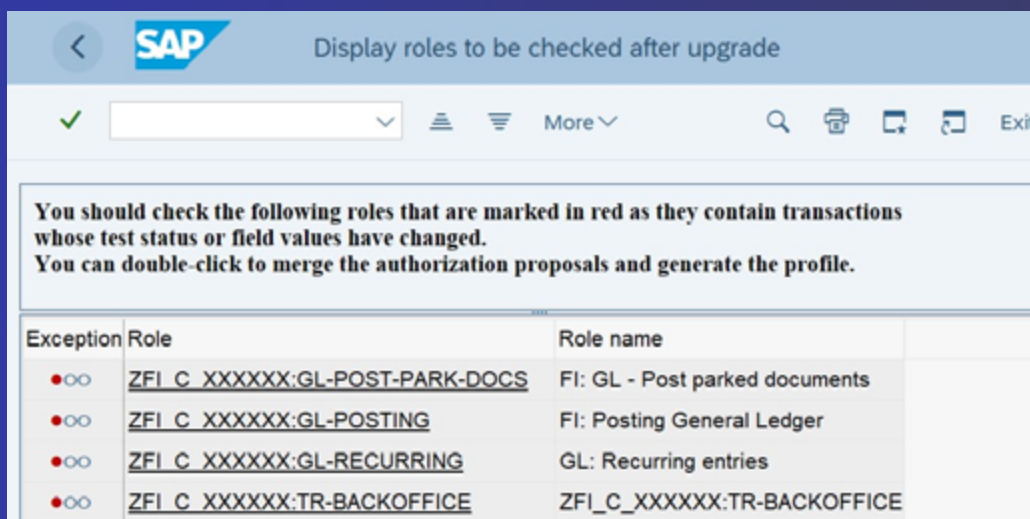 SAP
Display roles to be checked after upgrade
More
Exit
You should check the following roles that are marked in red as they contain transactions
whose test status or field values have changed.
You can double-click to merge the authorization proposals and generate the profile.
Exception Role Role name
ZFI_C_XXXXXX:GL-POST-PARK-DOCS FI: GL - Post parked documents
ZFI_C_XXXXXX:GL-POSTING FI: Posting General Ledger
ZFI_C_XXXXXX:GL-RECURRING GL: Recurring entries
ZFI_C_XXXXXX:TR-BACKOFFICE ZFI_C_XXXXXX:TR-BACKOFFICE